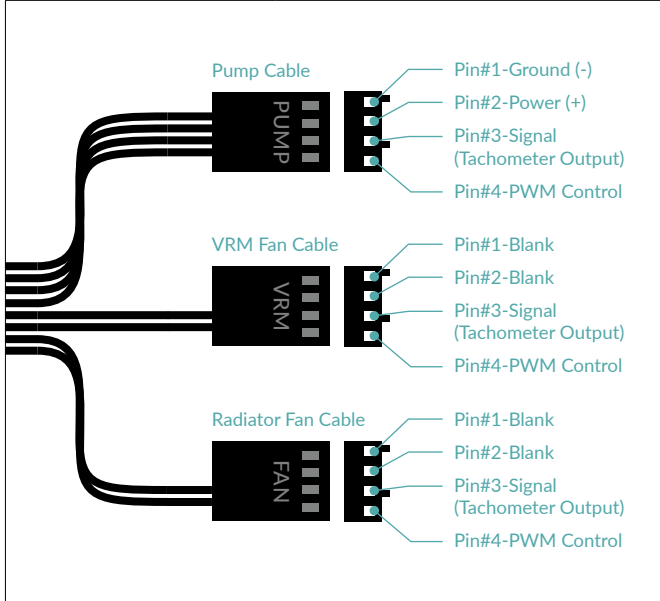 Pump Cable
PUMP
Pin#1-Ground (-)
Pin#2-Power (+)
Pin#3-Signal
(Tachometer Output)
Pin#4-PWM Control
VRM Fan Cable
VRM
Pin#1-Blank
Pin#2-Blank
Pin#3-Signal
(Tachometer Output)
Pin#4-PWM Control
Radiator Fan Cable
FAN
Pin#1-Blank
Pin#2-Blank
Pin#3-Signal
(Tachometer Output)
Pin#4-PWM Control